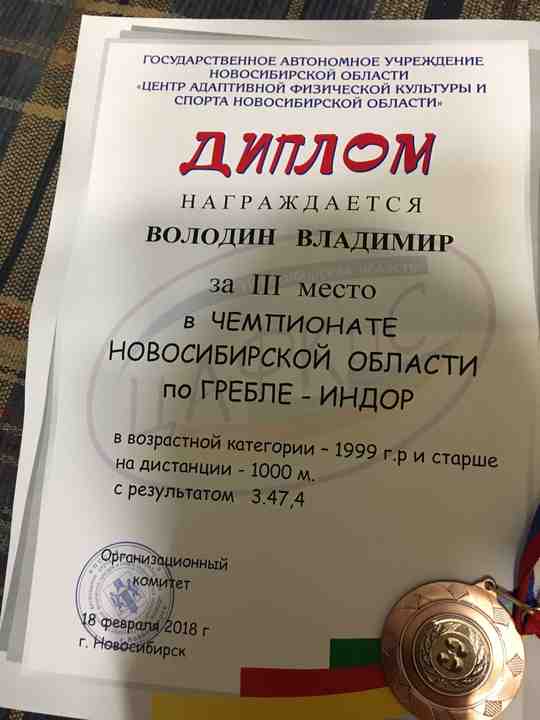 ГОСУДАРСТВЕННОЕ АВТОНОМНОЕ УЧРЕЖДЕНИЕ
НОВОСИБИРСКОЙ ОБЛАСТИ
«ЦЕНТР АДАПТИВНОЙ ФИЗИЧЕСКОЙ КУЛЬТУРЫ И
СПОРТА НОВОСИБИРСКОЙ ОБЛАСТИ»
ДИПЛОМ
НАГРАЖДАЕТСЯ
ВОЛОДИН ВЛАДИМИР
за III место
в ЧЕМПИОНАТЕ
НОВОСИБИРСКОЙ ОБЛАСТИ
по ГРЕБЛЕ - ИНДОР
в возрастной категории – 1999 г.р и старше
на дистанции - 1000 м.
с результатом 3.47,4
Организационный
комитет
18 февраля 2018 г
г. Новосибирск
ЦАФКиС
3